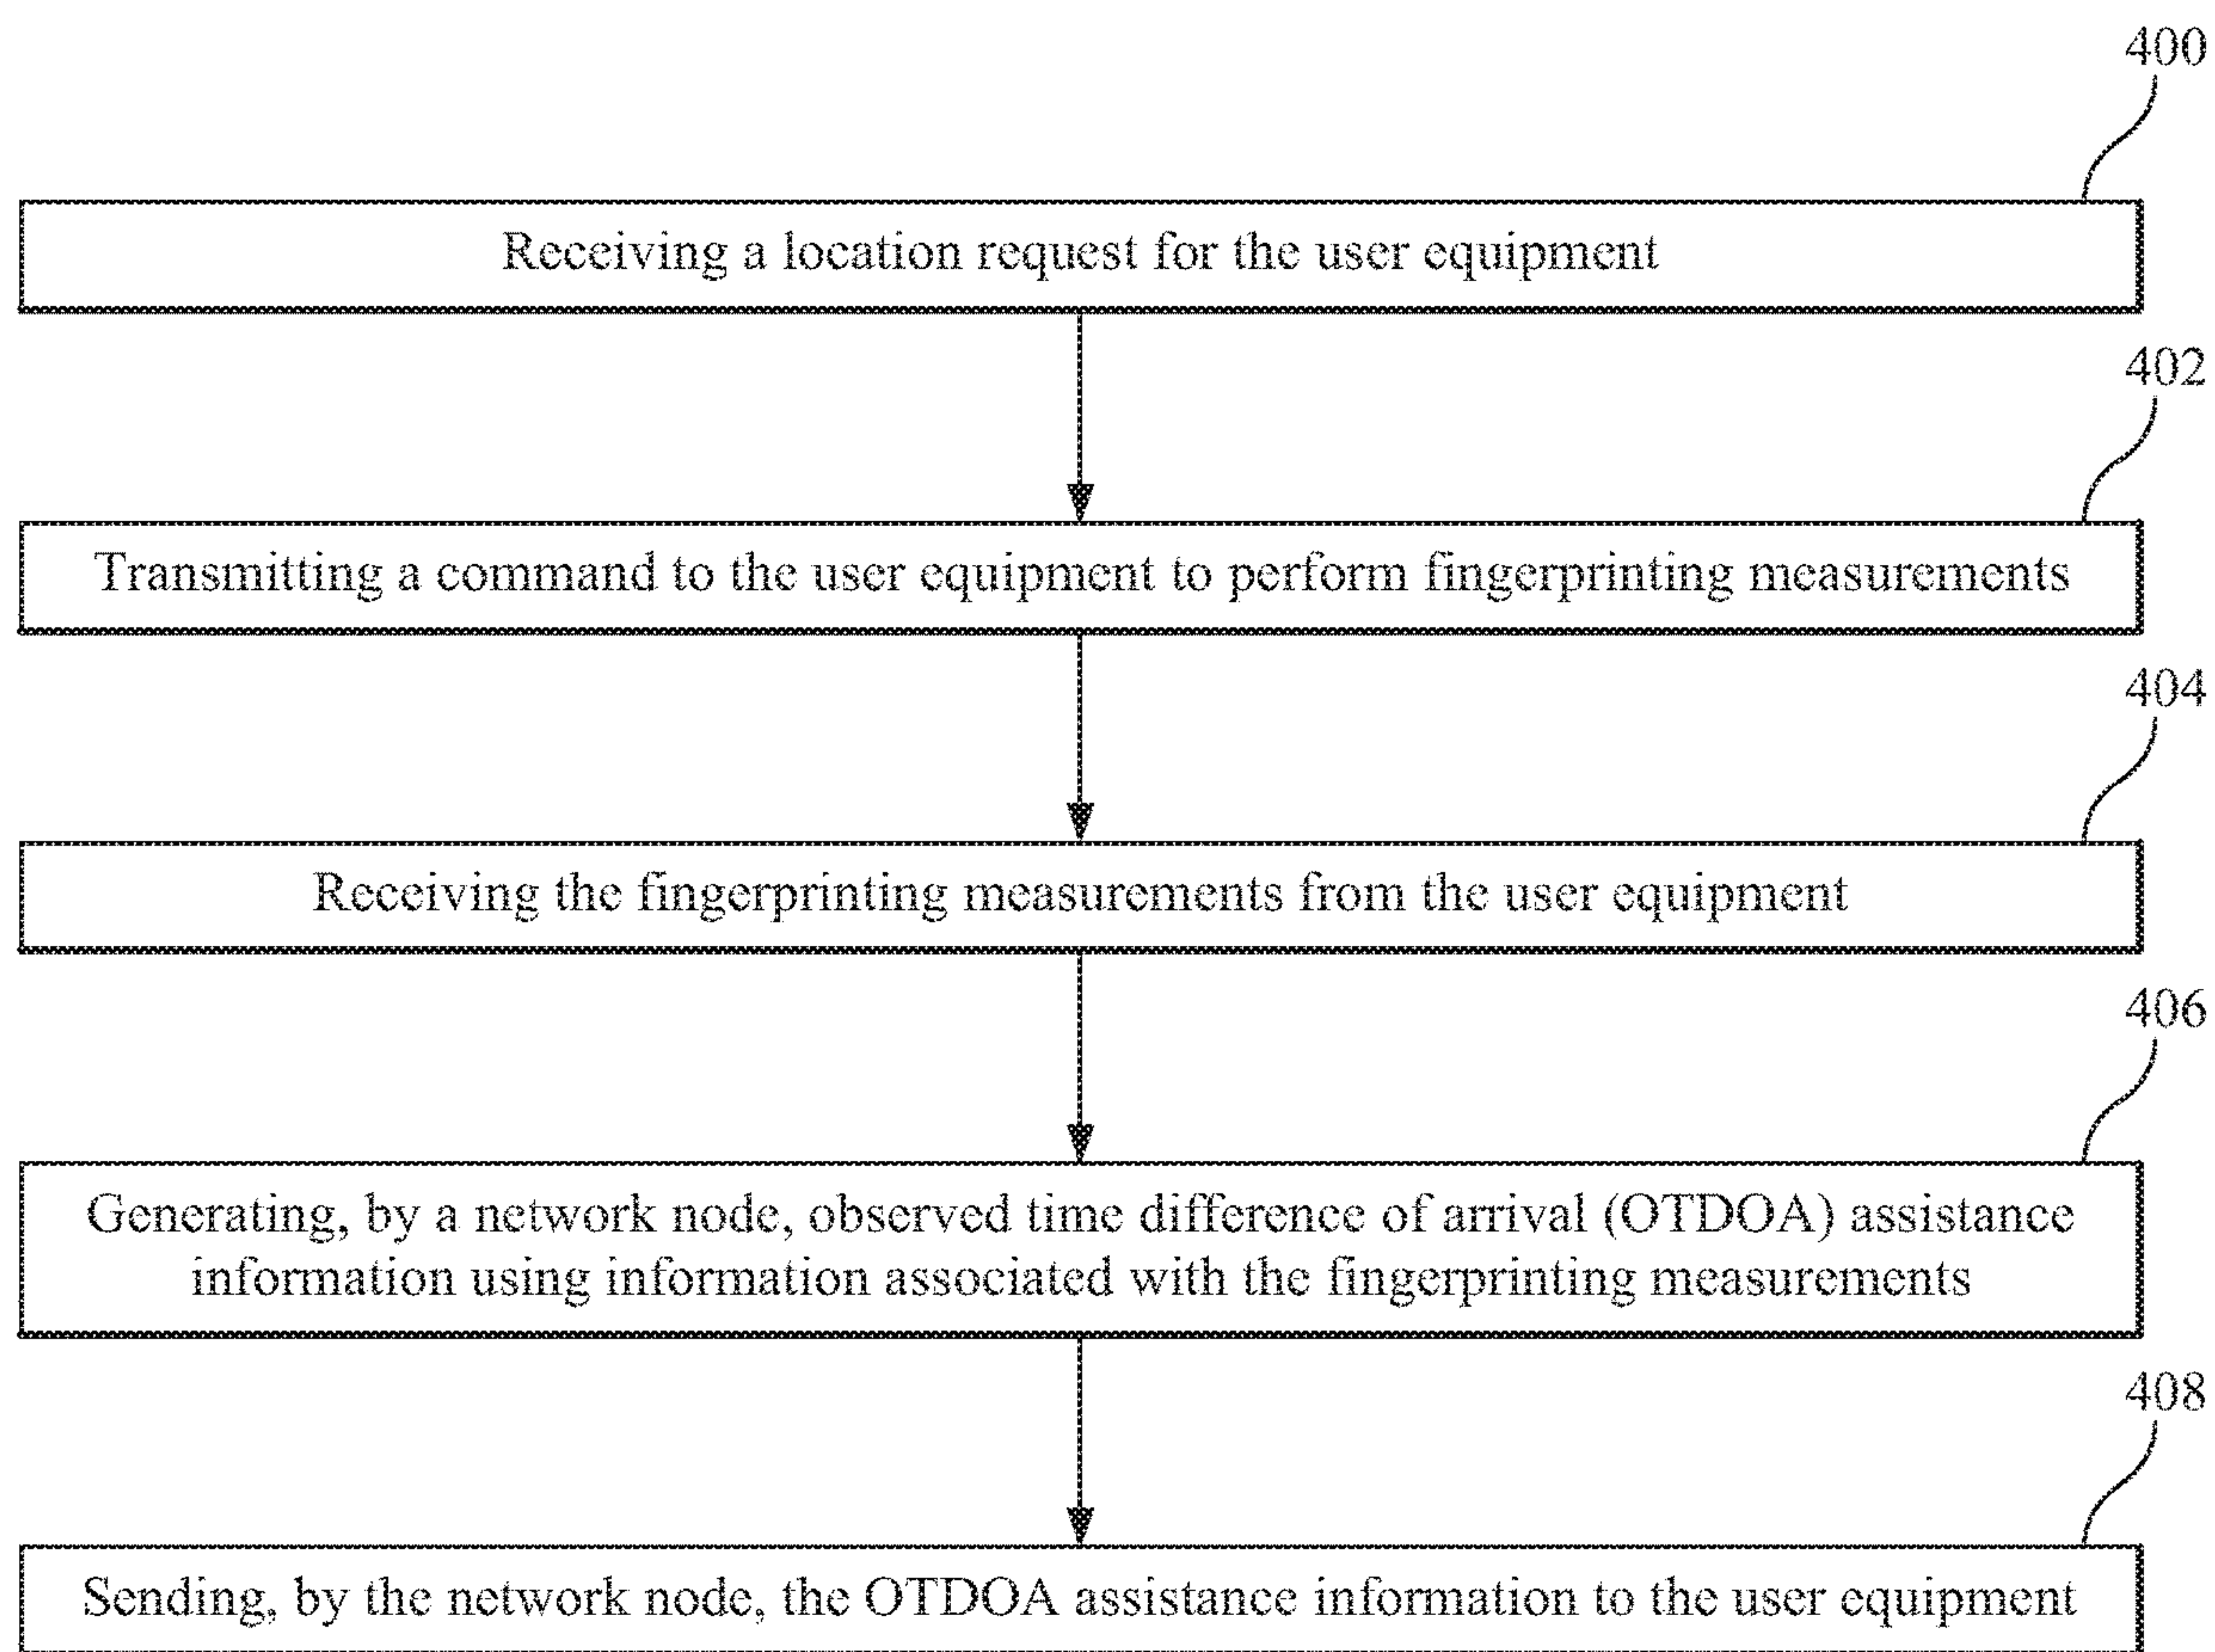 400
Receiving a location request for the user equipment
402
Transmitting a command to the user equipment to perform fingerprinting measurements
404
Receiving the fingerprinting measurements from the user equipment
406
Generating, by a network node, observed time difference of arrival (OTDOA) assistance
information using information associated with the fingerprinting measurements
408
Sending, by the network node, the OTDOA assistance information to the user equipment